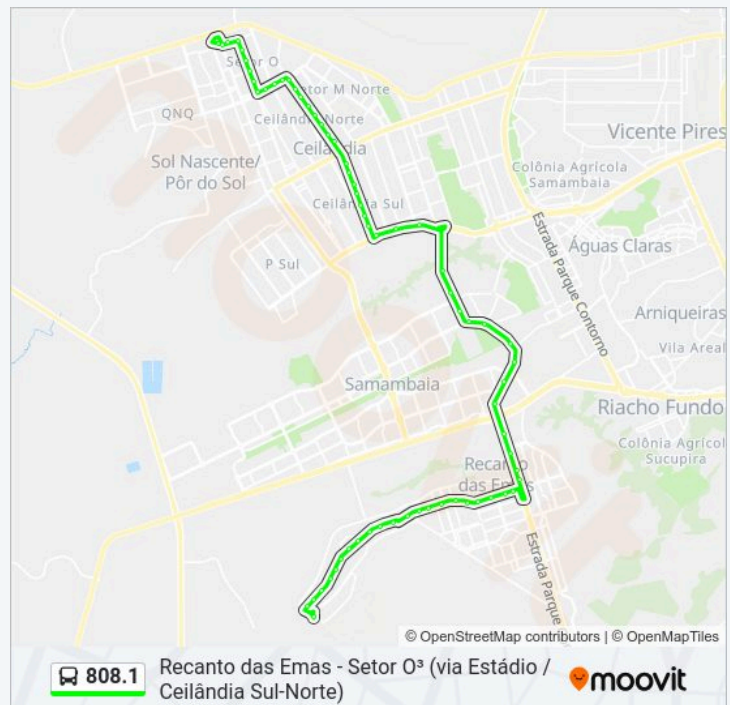 Setor O
Setor M Norte
QNQ
Ceilândia Norte
Vicente Pires
Ceilândia
Sol Nascente/
Pôr do Sol
Colônia Agrícola
Samambaia
Ceilândia Sul
Estrada Parque Contorno
Águas Claras
P Sul
Arniqueiras
Vila Areal
Samambaia
Riacho Fundo
Colônia Agrícol
Sucupira
Recanto
das Emas
Estrada Parque C
© OpenStreetMap contributors | © OpenMapTiles
808.1
Recanto das Emas - Setor O³ (via Estádio /
Ceilândia Sul-Norte)
moovit